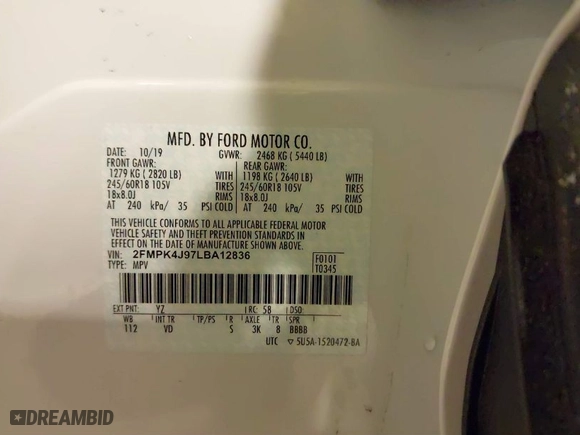 MFD. BY FORD MOTOR CO.
DATE: 10/19 GVWR: 2468 KG ( 5440 LB)
FRONT GAWR: REAR GAWR:
1279 KG ( 2820 LB) WITH 1198 KG ( 2640 LB) WITH
245/60R18 105V TIRES 245/60R18 105V TIRES
18x8.0J RIMS 18x8.0J RIMS
AT 240 kPa/ 35 PSI COLD AT 240 kPa/ 35 PSI COLD
THIS VEHICLE CONFORMS TO ALL APPLICABLE FEDERAL MOTOR
VEHICLE SAFETY AND THEFT PREVENTION STANDARDS IN
EFFECT ON THE DATE OF MANUFACTURE SHOWN ABOVE.
VIN: 2FMPK4J97LBA12836 F0101
TYPE: MPV T0345
EXT PNT: YZ RC: 58 DSO:
WB INT TR TP/PS R AXLE TR SPR
112 VD S 3K 8 BBBB
UTC ▽ 5U5A-1520472-BA
DREAMBID